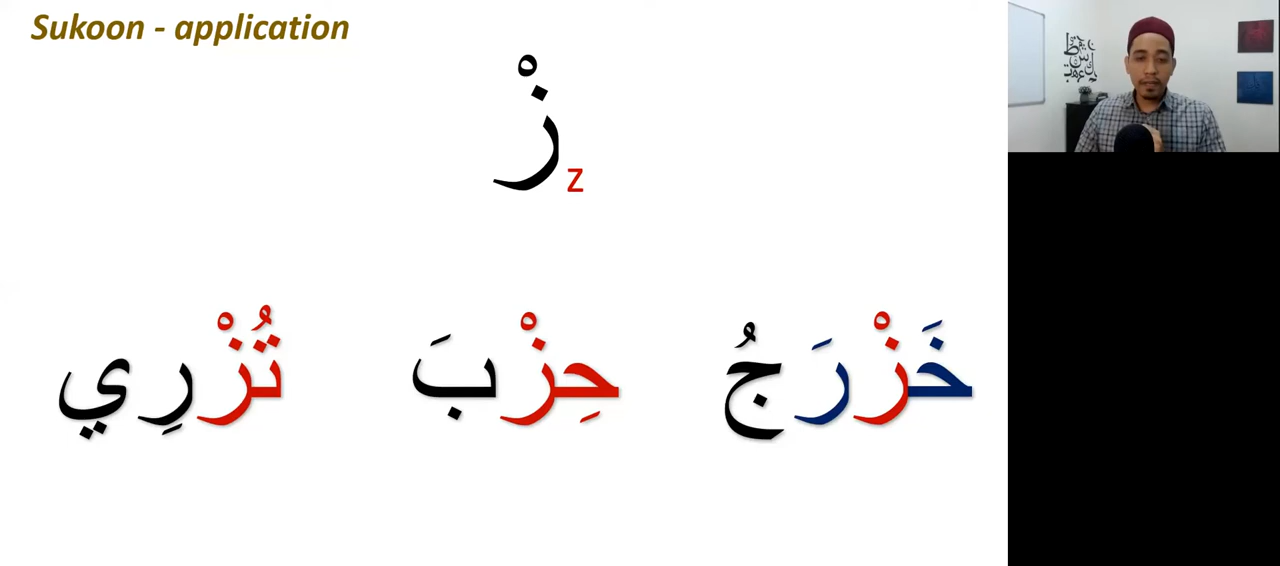 Sukoon - application
زْ
z
خَزْرَجُ حِزْبَ تُزْرِي